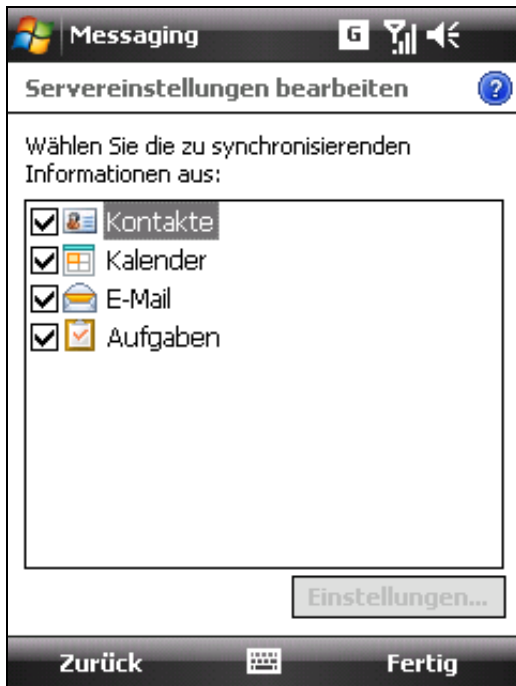 Messaging
G
Servereinstellungen bearbeiten
?
Wählen Sie die zu synchronisierenden
Informationen aus:
Kontakte
Kalender
E-Mail
Aufgaben
Einstellungen...
Zurück
Fertig